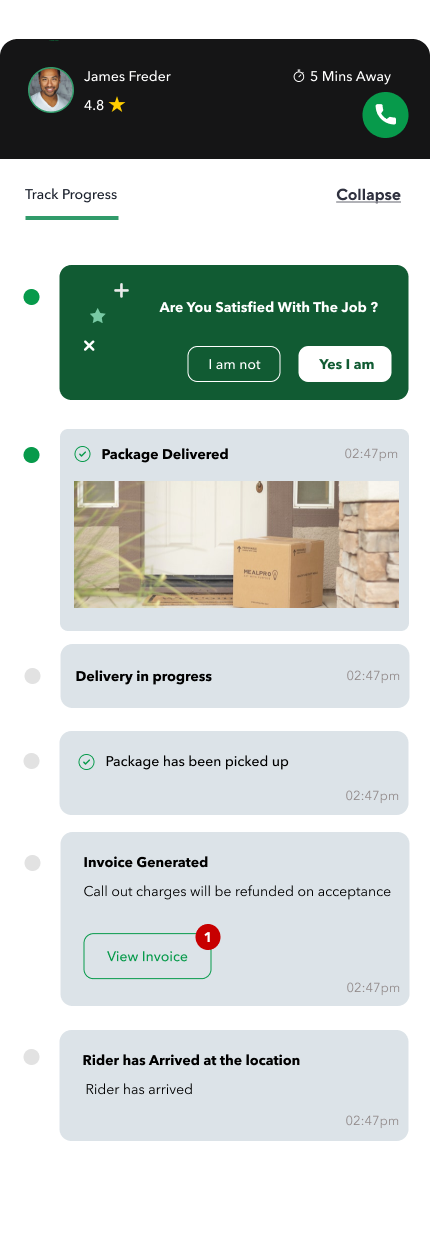 James Freder
5 Mins Away
4.8
Track Progress
Collapse
Are You Satisfied With The Job ?
I am not
Yes I am
Package Delivered
02:47pm
MEALPRO
Delivery in progress
02:47pm
Package has been picked up
02:47pm
Invoice Generated
Call out charges will be refunded on acceptance
1
View Invoice
02:47pm
Rider has Arrived at the location
Rider has arrived
02:47pm